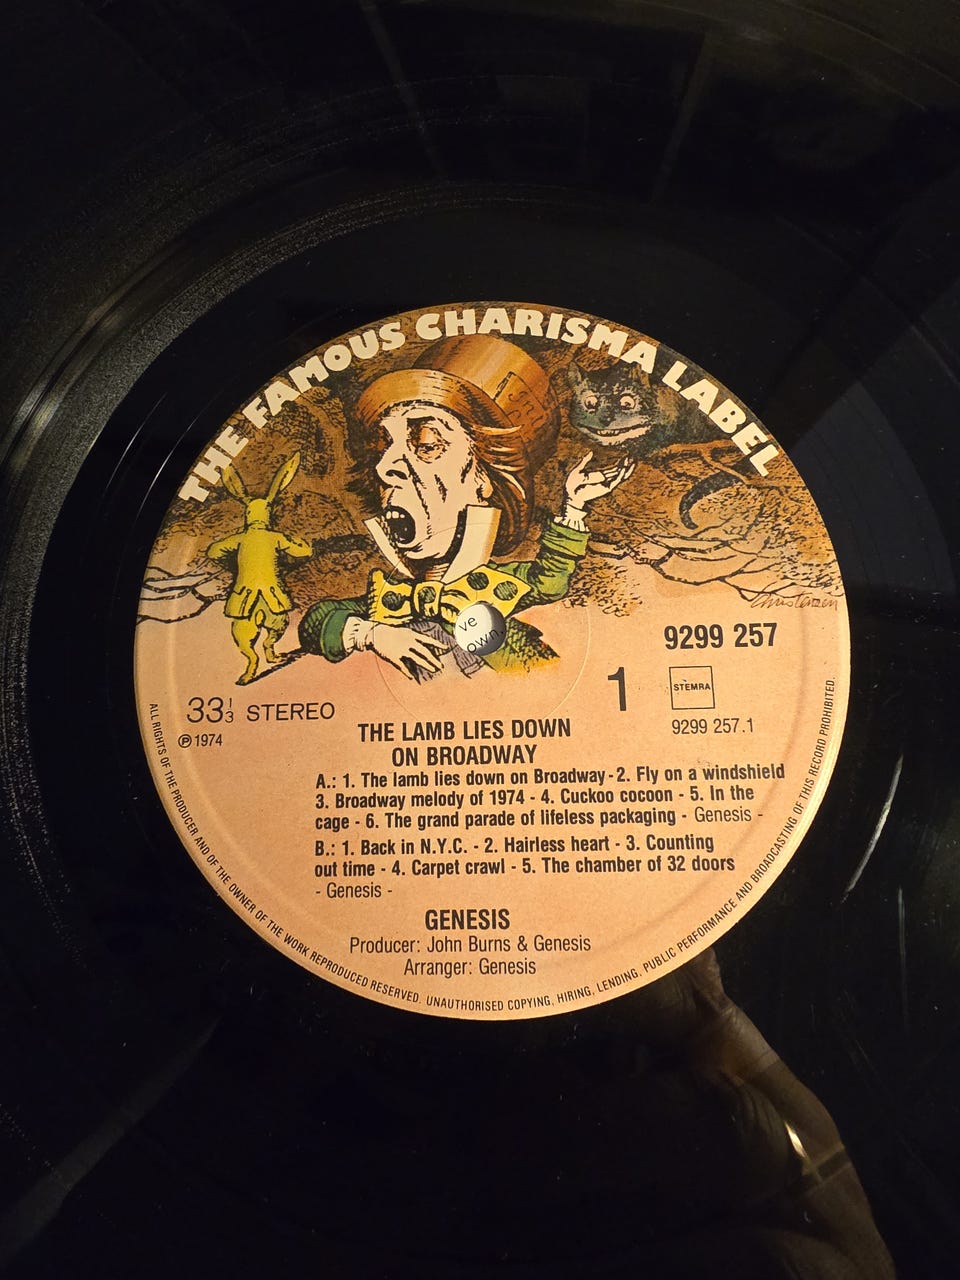 THE FAMOUS CHARISMA LABEL
Christensen
ve
own.
9299 257
1
STEMRA
33 1/3 STEREO
9299 257.1
℗ 1974
THE LAMB LIES DOWN
ON BROADWAY
A.: 1. The lamb lies down on Broadway - 2. Fly on a windshield
3. Broadway melody of 1974 - 4. Cuckoo cocoon - 5. In the
cage - 6. The grand parade of lifeless packaging - Genesis -
B.: 1. Back in N.Y.C. - 2. Hairless heart - 3. Counting
out time - 4. Carpet crawl - 5. The chamber of 32 doors
- Genesis -
GENESIS
Producer: John Burns & Genesis
Arranger: Genesis
ALL RIGHTS OF THE PRODUCER AND OF THE OWNER OF THE WORK REPRODUCED RESERVED. UNAUTHORISED COPYING, HIRING, LENDING, PUBLIC PERFORMANCE AND BROADCASTING OF THIS RECORD PROHIBITED.